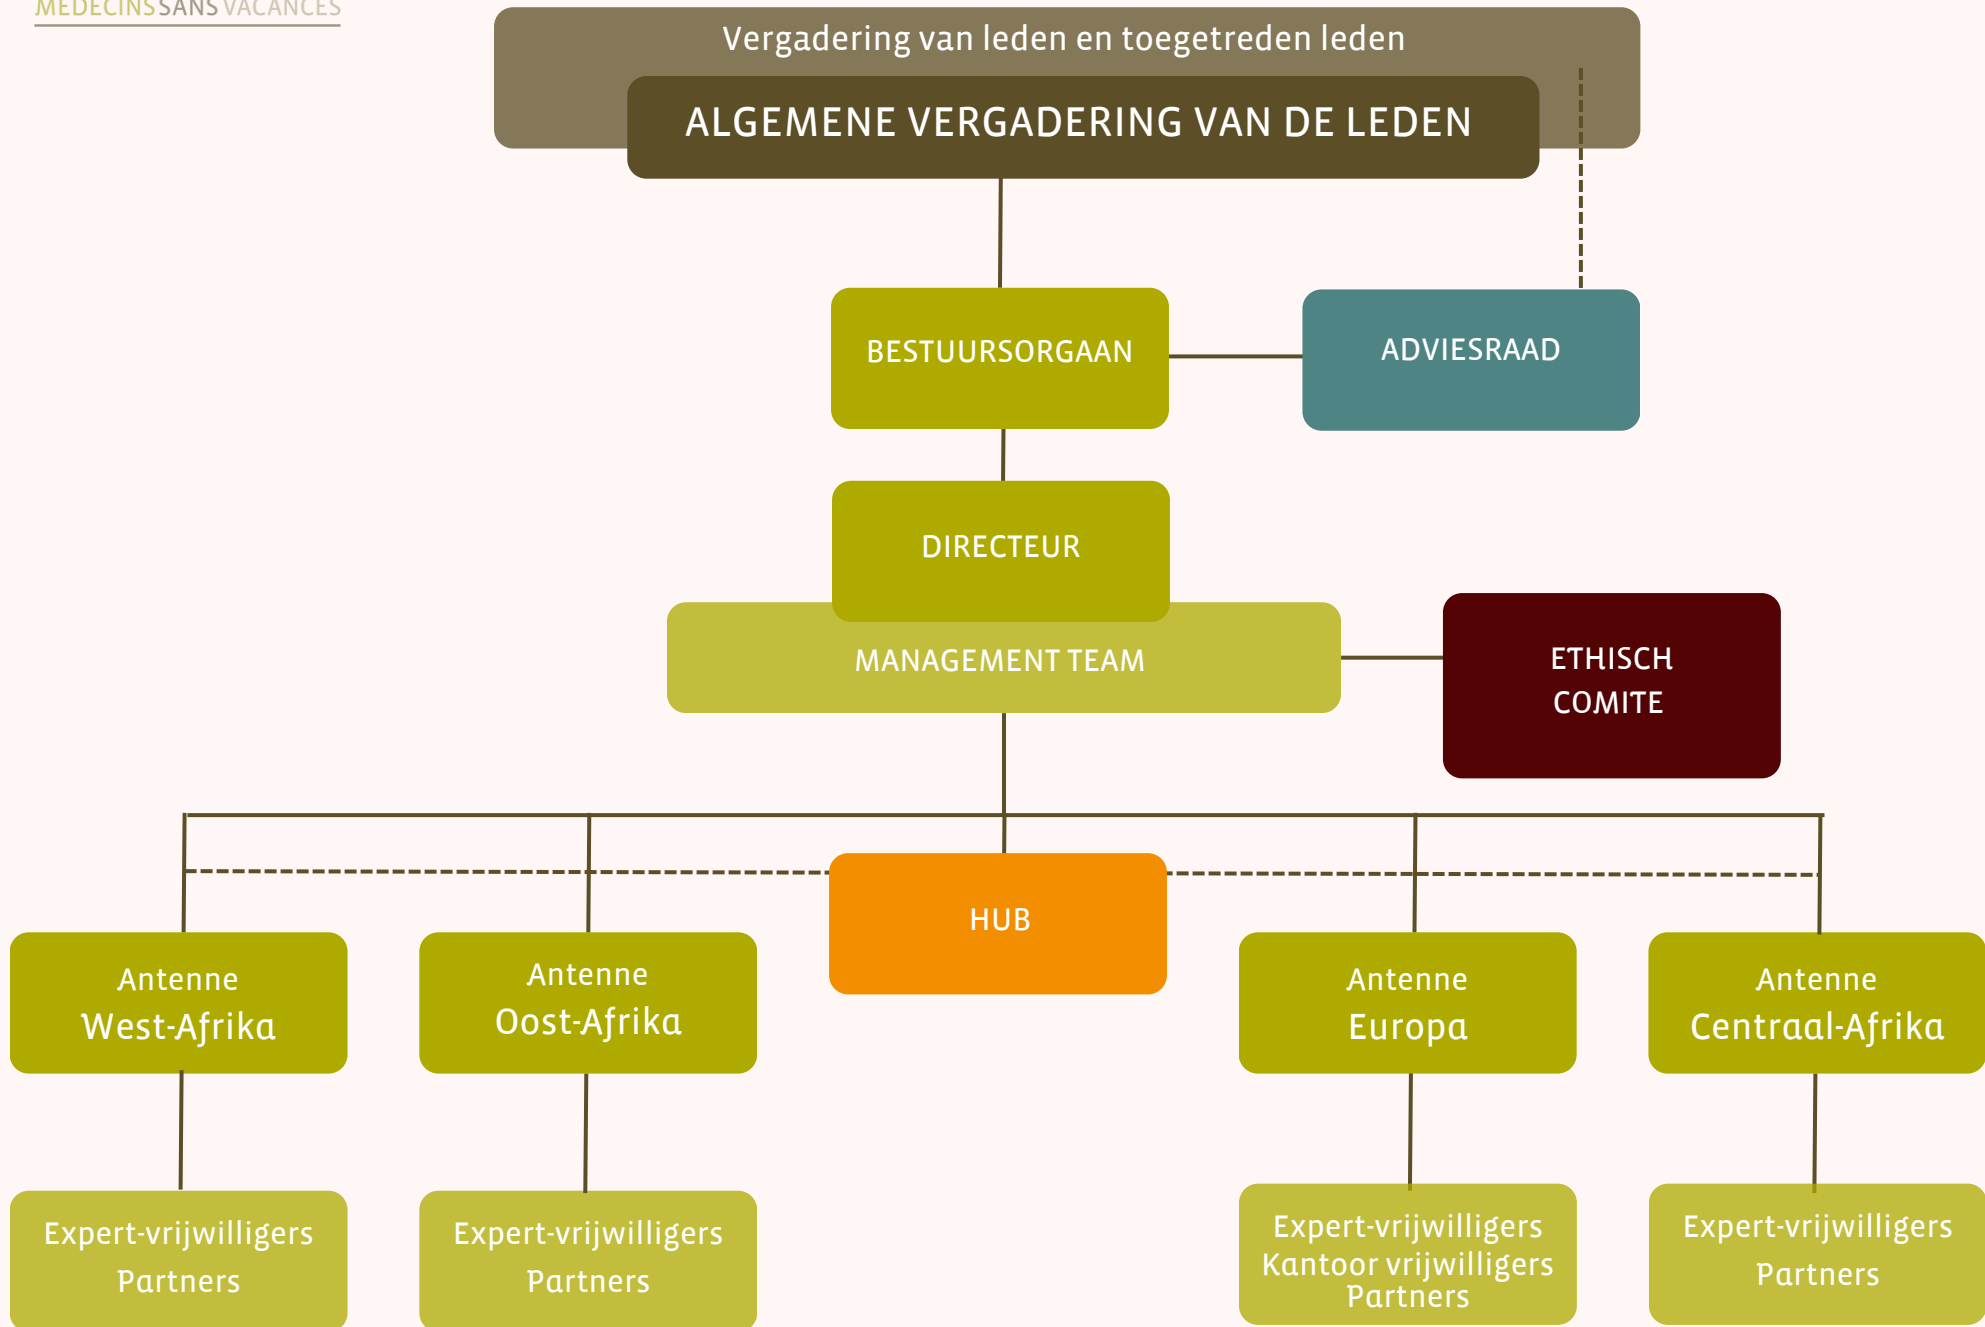 MEDECINS SANS VACANCES
Vergadering van leden en toegetreden leden
ALGEMENE VERGADERING VAN DE LEDEN
BESTUURSORGAAN
ADVIESRAAD
DIRECTEUR
MANAGEMENT TEAM
ETHISCH
COMITE
HUB
Antenne
West-Afrika
Antenne
Oost-Afrika
Antenne
Europa
Antenne
Centraal-Afrika
Expert-vrijwilligers
Partners
Expert-vrijwilligers
Partners
Expert-vrijwilligers
Kantoor vrijwilligers
Partners
Expert-vrijwilligers
Partners